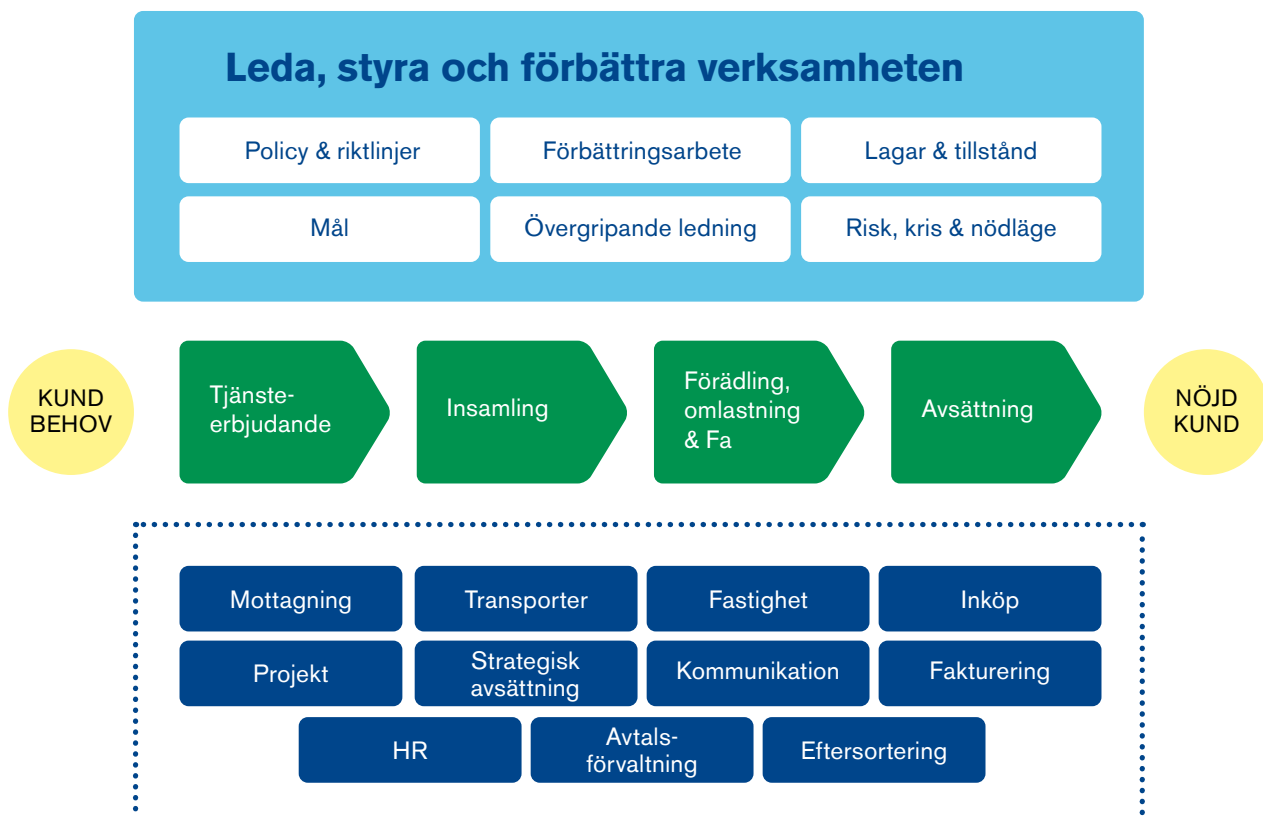 Leda, styra och förbättra verksamheten
Policy & riktlinjer
Förbättringsarbete
Lagar & tillstånd
Mål
Övergripande ledning
Risk, kris & nödläge
KUND
BEHOV
Tjänste-
erbjudande
Insamling
Förädling,
omlastning
& Fa
Avsättning
NÖJD
KUND
Mottagning
Transporter
Fastighet
Inköp
Projekt
Strategisk
avsättning
Kommunikation
Fakturering
HR
Avtals-
förvaltning
Eftersortering